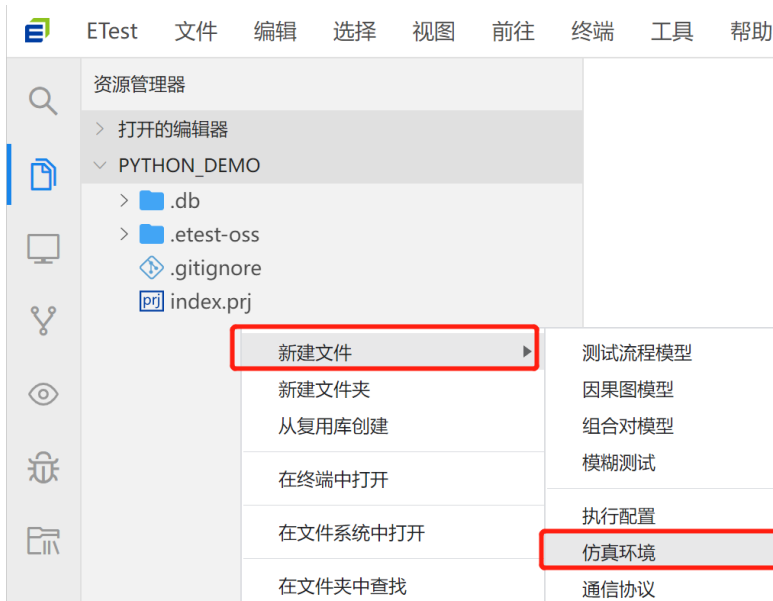 ETest 文件 编辑 选择 视图 前往 终端 工具 帮助
资源管理器
打开的编辑器
PYTHON_DEMO
.db
.etest-oss
.gitignore
prj index.prj
新建文件
新建文件夹
从复用库创建
在终端中打开
在文件系统中打开
在文件夹中查找
测试流程模型
因果图模型
组合对模型
模糊测试
执行配置
仿真环境
通信协议